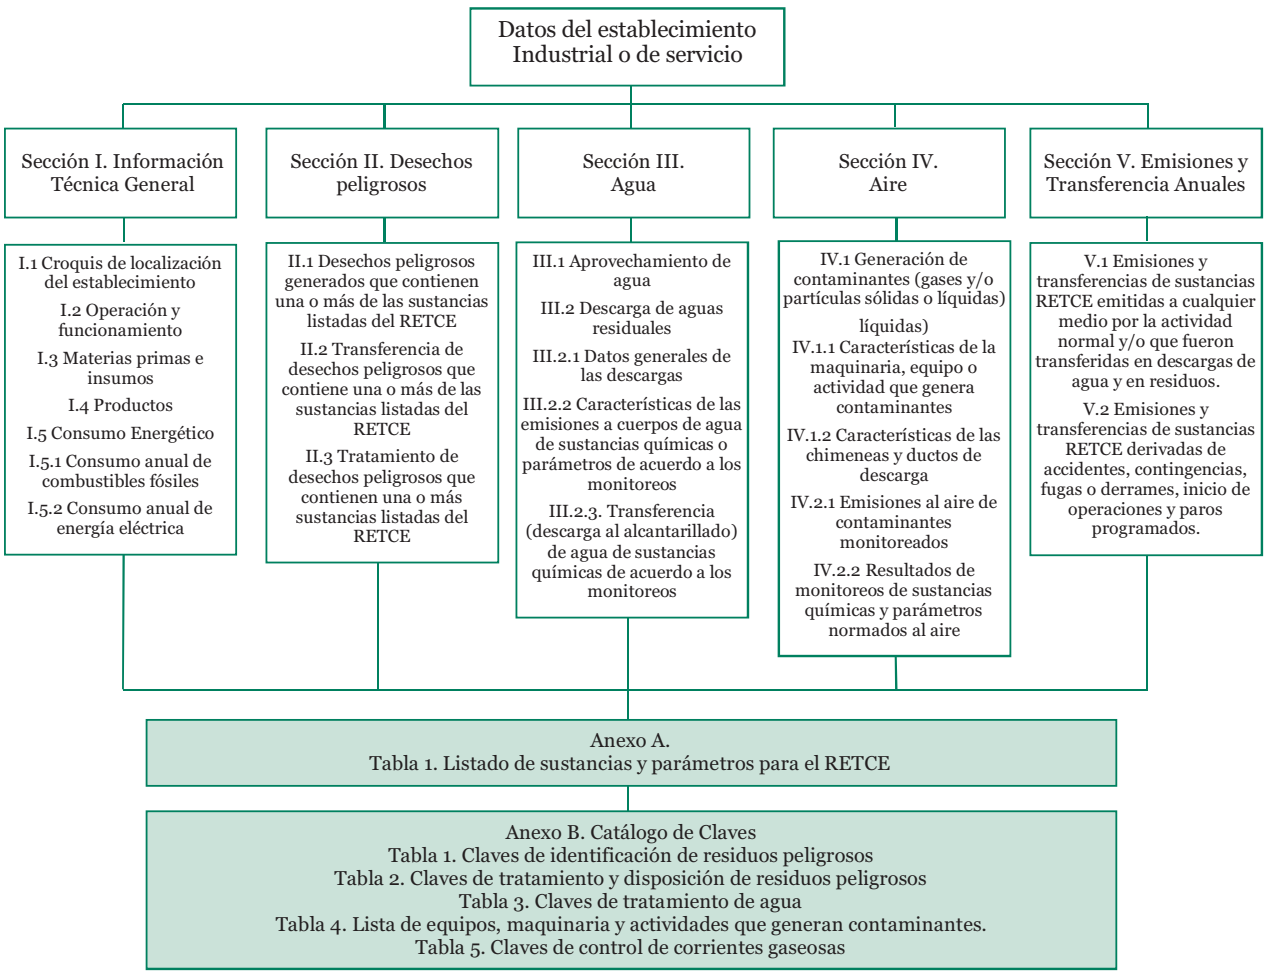 Datos del establecimiento
Industrial o de servicio
Sección I. Información
Técnica General
Sección II. Desechos
peligrosos
Sección III.
Agua
Sección IV.
Aire
Sección V. Emisiones y
Transferencia Anuales
I.1 Croquis de localización
del establecimiento
I.2 Operación y
funcionamiento
I.3 Materias primas e
insumos
I.4 Productos
I.5 Consumo Energético
I.5.1 Consumo anual de
combustibles fósiles
I.5.2 Consumo anual de
energía eléctrica
II.1 Desechos peligrosos
generados que contienen
una o más de las sustancias
listadas del RETCE
II.2 Transferencia de
desechos peligrosos que
contiene una o más de las
sustancias listadas del
RETCE
II.3 Tratamiento de
desechos peligrosos que
contienen una o más
sustancias listadas del
RETCE
III.1 Aprovechamiento de
agua
III.2 Descarga de aguas
residuales
III.2.1 Datos generales de
las descargas
III.2.2 Características de las
emisiones a cuerpos de agua
de sustancias químicas o
parámetros de acuerdo a los
monitoreos
III.2.3. Transferencia
(descarga al alcantarillado)
de agua de sustancias
químicas de acuerdo a los
monitoreos
IV.1 Generación de
contaminantes (gases y/o
partículas sólidas o líquidas)
líquidas)
IV.1.1 Características de la
maquinaria, equipo o
actividad que genera
contaminantes
IV.1.2 Características de las
chimeneas y ductos de
descarga
IV.2.1 Emisiones al aire de
contaminantes
monitoreados
IV.2.2 Resultados de
monitoreos de sustancias
químicas y parámetros
normados al aire
V.1 Emisiones y
transferencias de sustancias
RETCE emitidas a cualquier
medio por la actividad
normal y/o que fueron
transferidas en descargas de
agua y en residuos.
V.2 Emisiones y
transferencias de sustancias
RETCE derivadas de
accidentes, contingencias,
fugas o derrames, inicio de
operaciones y paros
programados.
Anexo A.
Tabla 1. Listado de sustancias y parámetros para el RETCE
Anexo B. Catálogo de Claves
Tabla 1. Claves de identificación de residuos peligrosos
Tabla 2. Claves de tratamiento y disposición de residuos peligrosos
Tabla 3. Claves de tratamiento de agua
Tabla 4. Lista de equipos, maquinaria y actividades que generan contaminantes.
Tabla 5. Claves de control de corrientes gaseosas